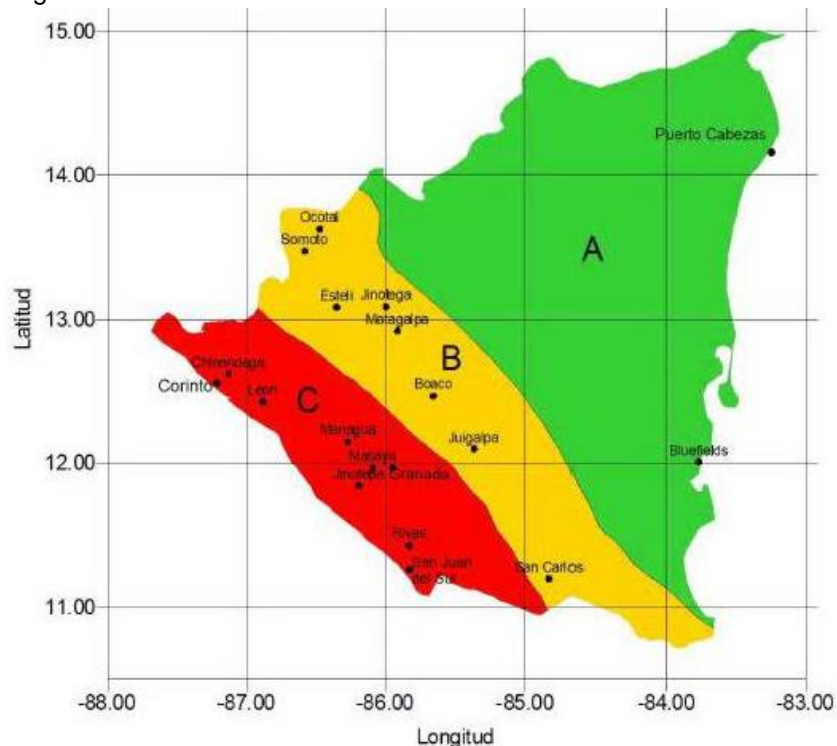 15.00
Puerto Cabezas
14.00
Ocotal
Somoto
A
Esteli
Jinotega
13.00
Matagalpa
B
Chinandega
Corinto
Leon
Boaco
C
Managua
Juigalpa
12.00
Masaya
Bluefields
Jinotepe Granada
Rivas
San Juan
del Sur
San Carlos
11.00
Latitud
-88.00
-87.00
-86.00
-85.00
-84.00
-83.00
Longitud